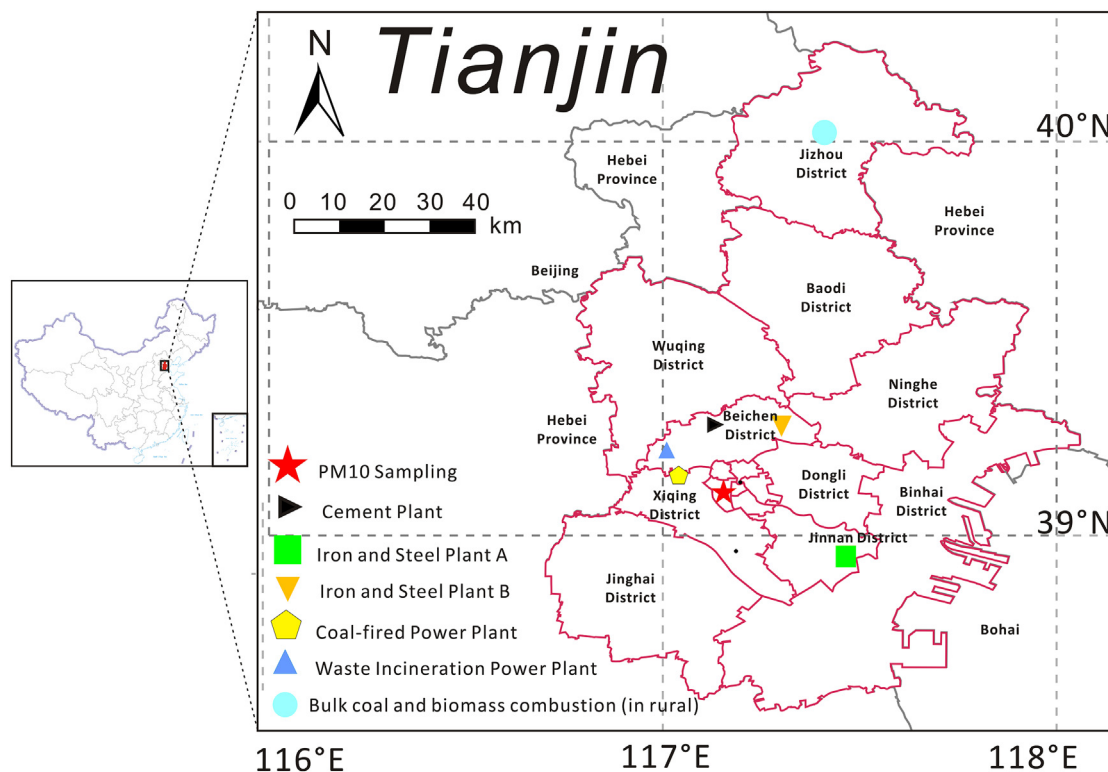 Tianjin
N
0 10 20 30 40
km
40°N
Hebei
Province
Jizhou
District
Hebei
Province
Beijing
Baodi
District
Wuqing
District
Ninghe
District
Hebei
Province
Beichen
District
Dongli
District
Binhai
District
Xiqing
District
39°N
Jinnan District
Jinghai
District
Bohai
PM10 Sampling
Cement Plant
Iron and Steel Plant A
Iron and Steel Plant B
Coal-fired Power Plant
Waste Incineration Power Plant
Bulk coal and biomass combustion (in rural)
116°E
117°E
118°E